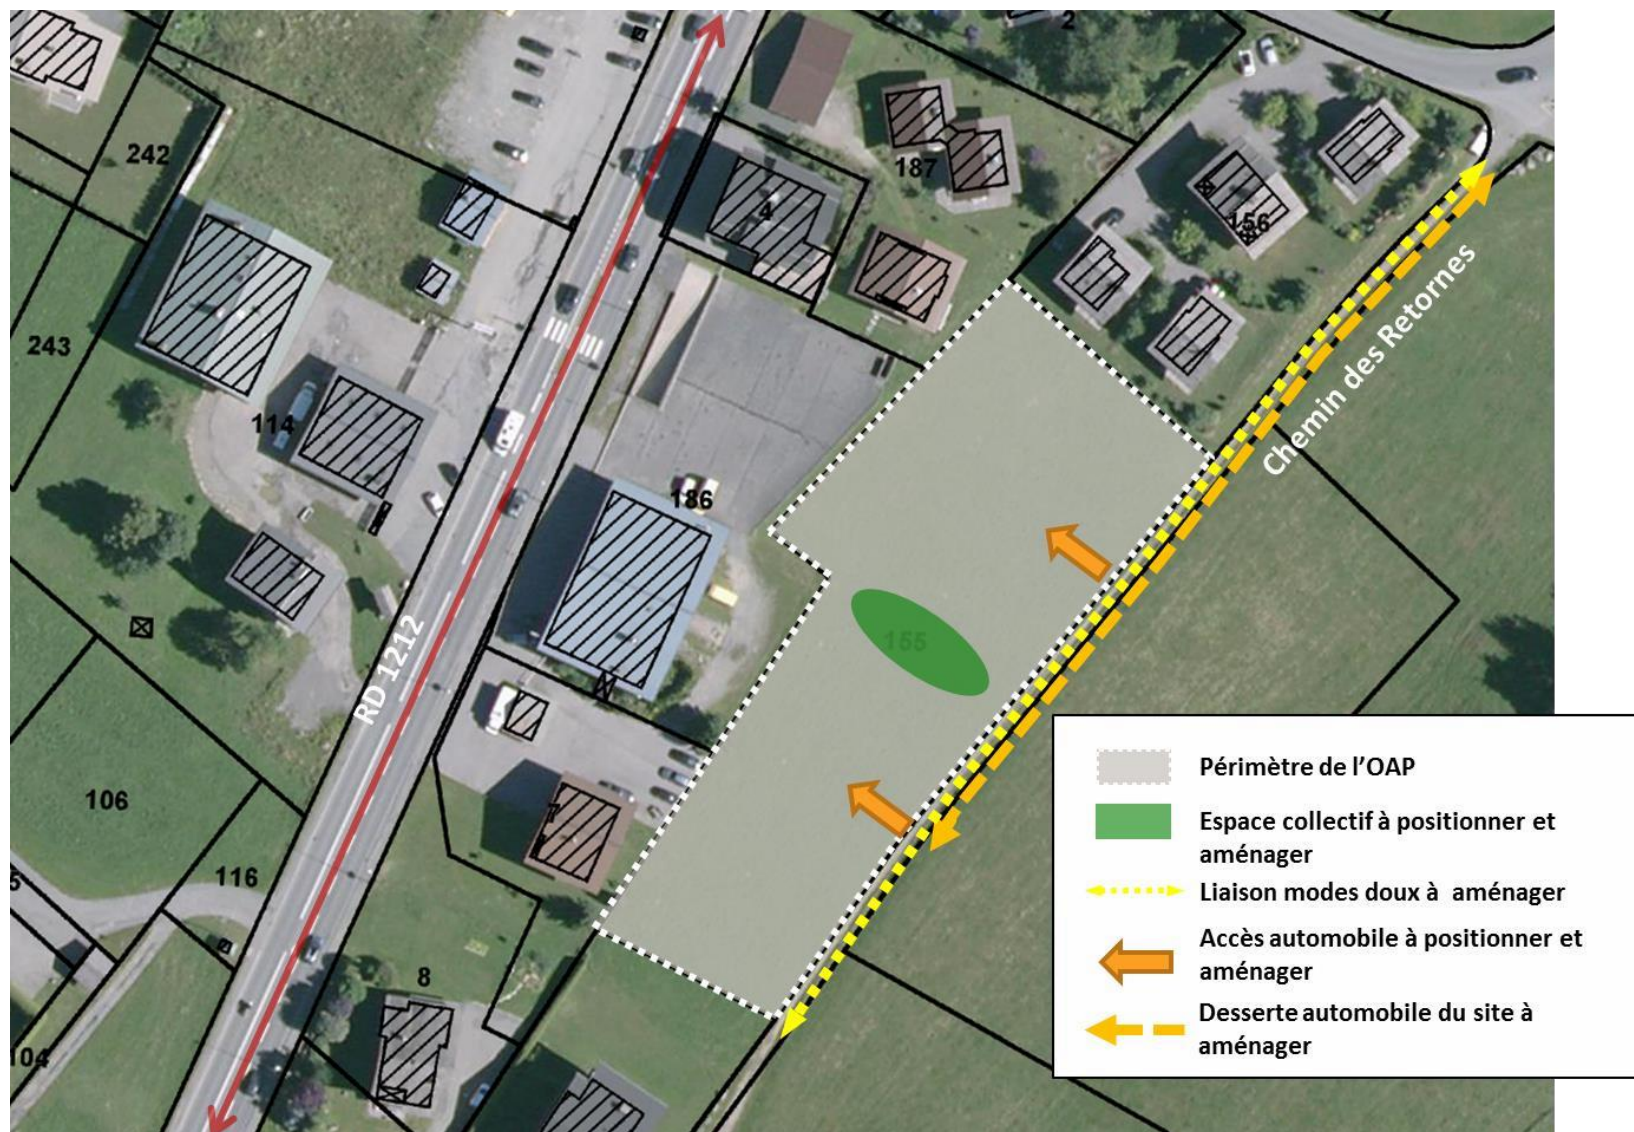 2
242
4
187
156
243
114
Chemin des Retornes
186
155
RD 1212
7
106
116
8
104
Périmètre de l'OAP
Espace collectif à positionner et
aménager
Liaison modes doux à aménager
Accès automobile à positionner et
aménager
Desserte automobile du site à
aménager